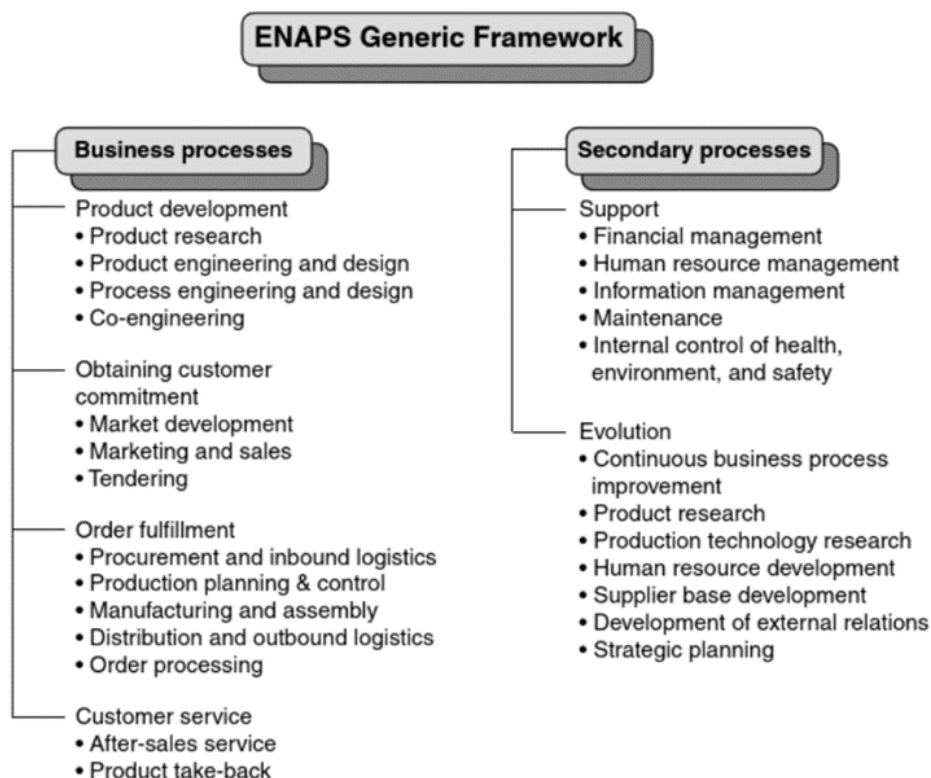 ENAPS Generic Framework
Business processes
Product development
• Product research
• Product engineering and design
• Process engineering and design
• Co-engineering
Obtaining customer
commitment
• Market development
• Marketing and sales
• Tendering
Order fulfillment
• Procurement and inbound logistics
• Production planning & control
• Manufacturing and assembly
• Distribution and outbound logistics
• Order processing
Customer service
• After-sales service
• Product take-back
Secondary processes
Support
• Financial management
• Human resource management
• Information management
• Maintenance
• Internal control of health,
environment, and safety
Evolution
• Continuous business process
improvement
• Product research
• Production technology research
• Human resource development
• Supplier base development
• Development of external relations
• Strategic planning